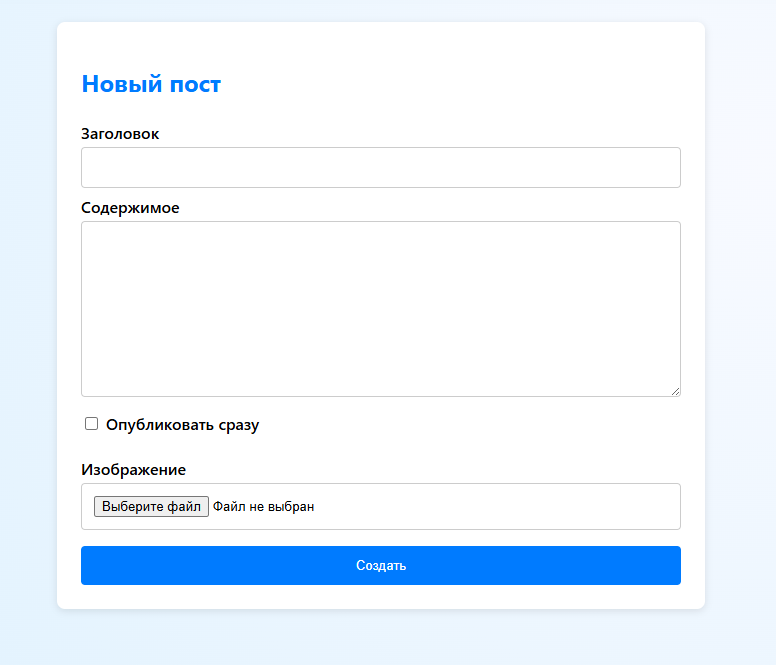 Новый пост
Заголовок
Содержимое
Опубликовать сразу
Изображение
Выберите файл Файл не выбран
Создать